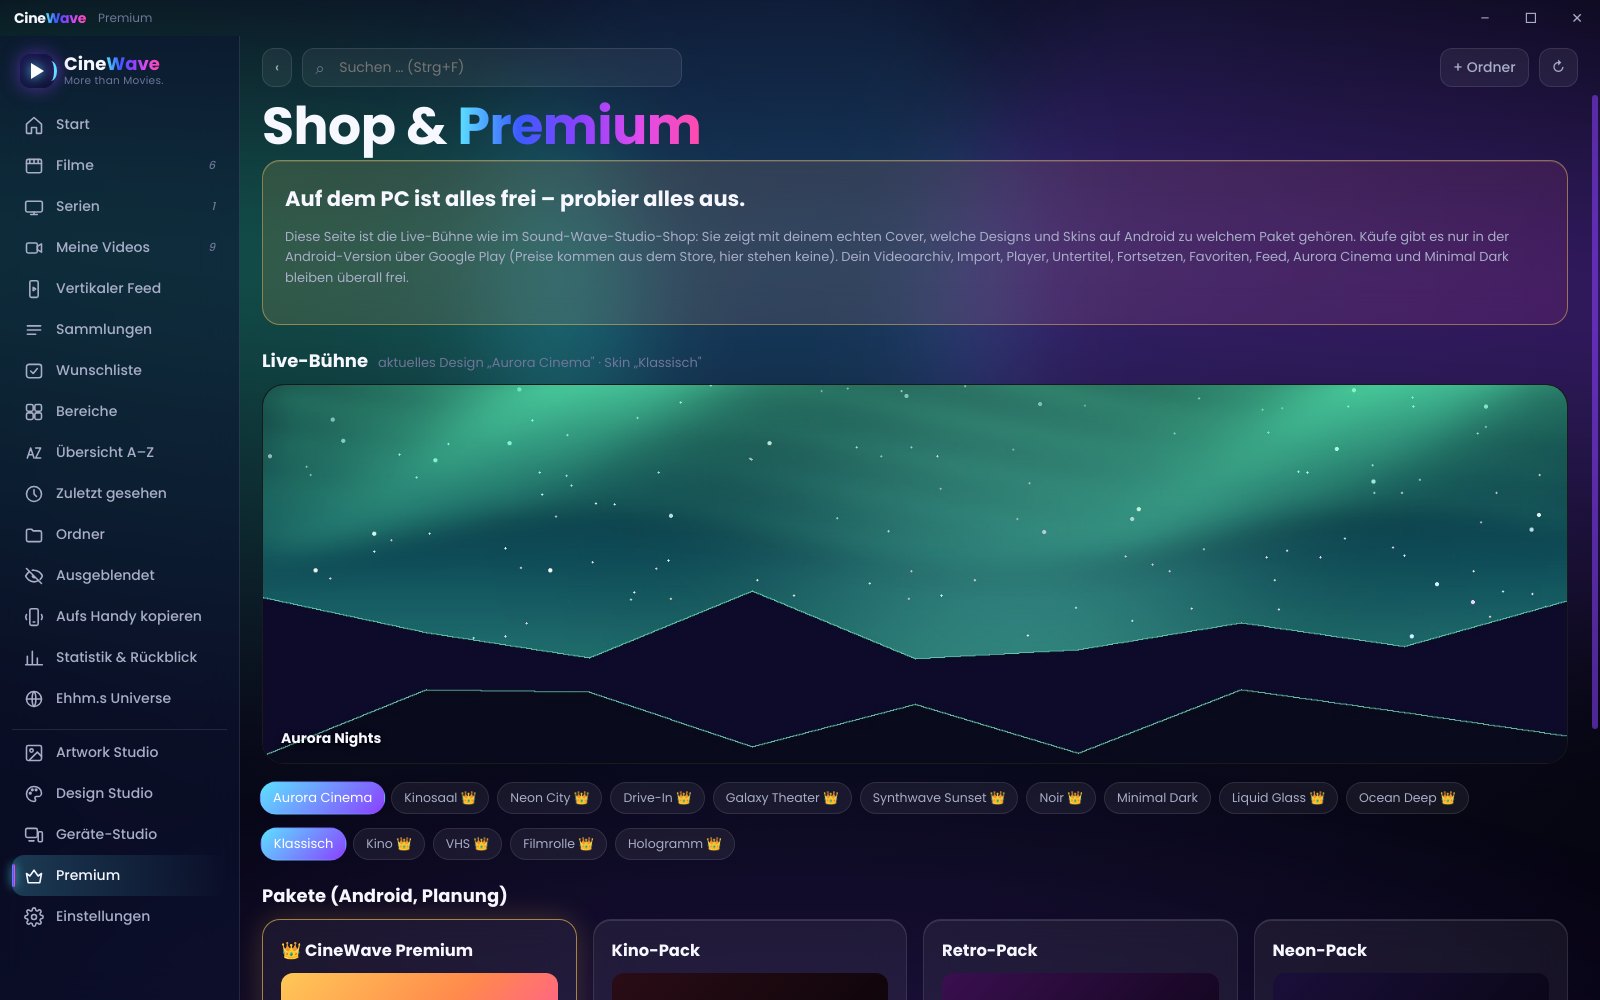 CineWave Premium
CineWave
More than Movies.
Start
Filme 6
Serien 1
Meine Videos 9
Vertikaler Feed
Sammlungen
Wunschliste
Bereiche
AZ Übersicht A–Z
Zuletzt gesehen
Ordner
Ausgeblendet
Aufs Handy kopieren
Statistik & Rückblick
Ehhm.s Universe
Artwork Studio
Design Studio
Geräte-Studio
Premium
Einstellungen
Suchen … (Strg+F)
+ Ordner
Shop & Premium
Auf dem PC ist alles frei – probier alles aus.
Diese Seite ist die Live-Bühne wie im Sound-Wave-Studio-Shop: Sie zeigt mit deinem echten Cover, welche Designs und Skins auf Android zu welchem Paket gehören. Käufe gibt es nur in der
Android-Version über Google Play (Preise kommen aus dem Store, hier stehen keine). Dein Videoarchiv, Import, Player, Untertitel, Fortsetzen, Favoriten, Feed, Aurora Cinema und Minimal Dark
bleiben überall frei.
Live-Bühne aktuelles Design „Aurora Cinema" · Skin „Klassisch"
Aurora Nights
Aurora Cinema Kinosaal 👑 Neon City 👑 Drive-In 👑 Galaxy Theater 👑 Synthwave Sunset 👑 Noir 👑 Minimal Dark Liquid Glass 👑 Ocean Deep 👑
Klassisch Kino 👑 VHS 👑 Filmrolle 👑 Hologramm 👑
Pakete (Android, Planung)
👑 CineWave Premium Kino-Pack Retro-Pack Neon-Pack